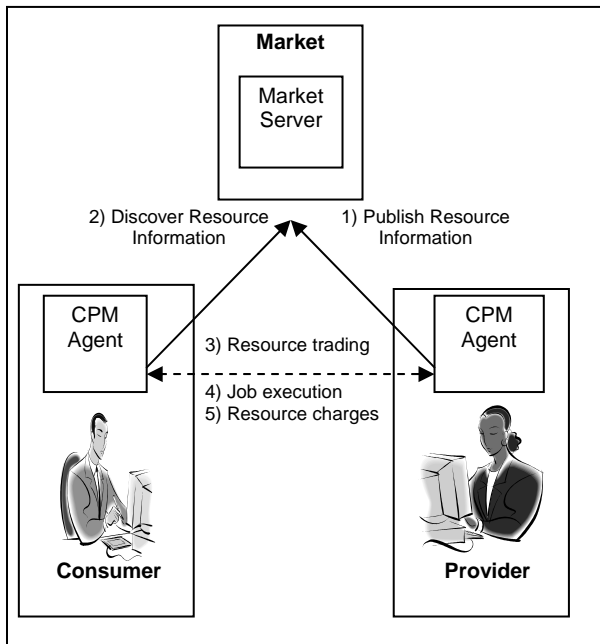 Market
Market
Server
2) Discover Resource
Information
1) Publish Resource
Information
CPM
Agent
CPM
Agent
3) Resource trading
4) Job execution
5) Resource charges
Consumer
Provider